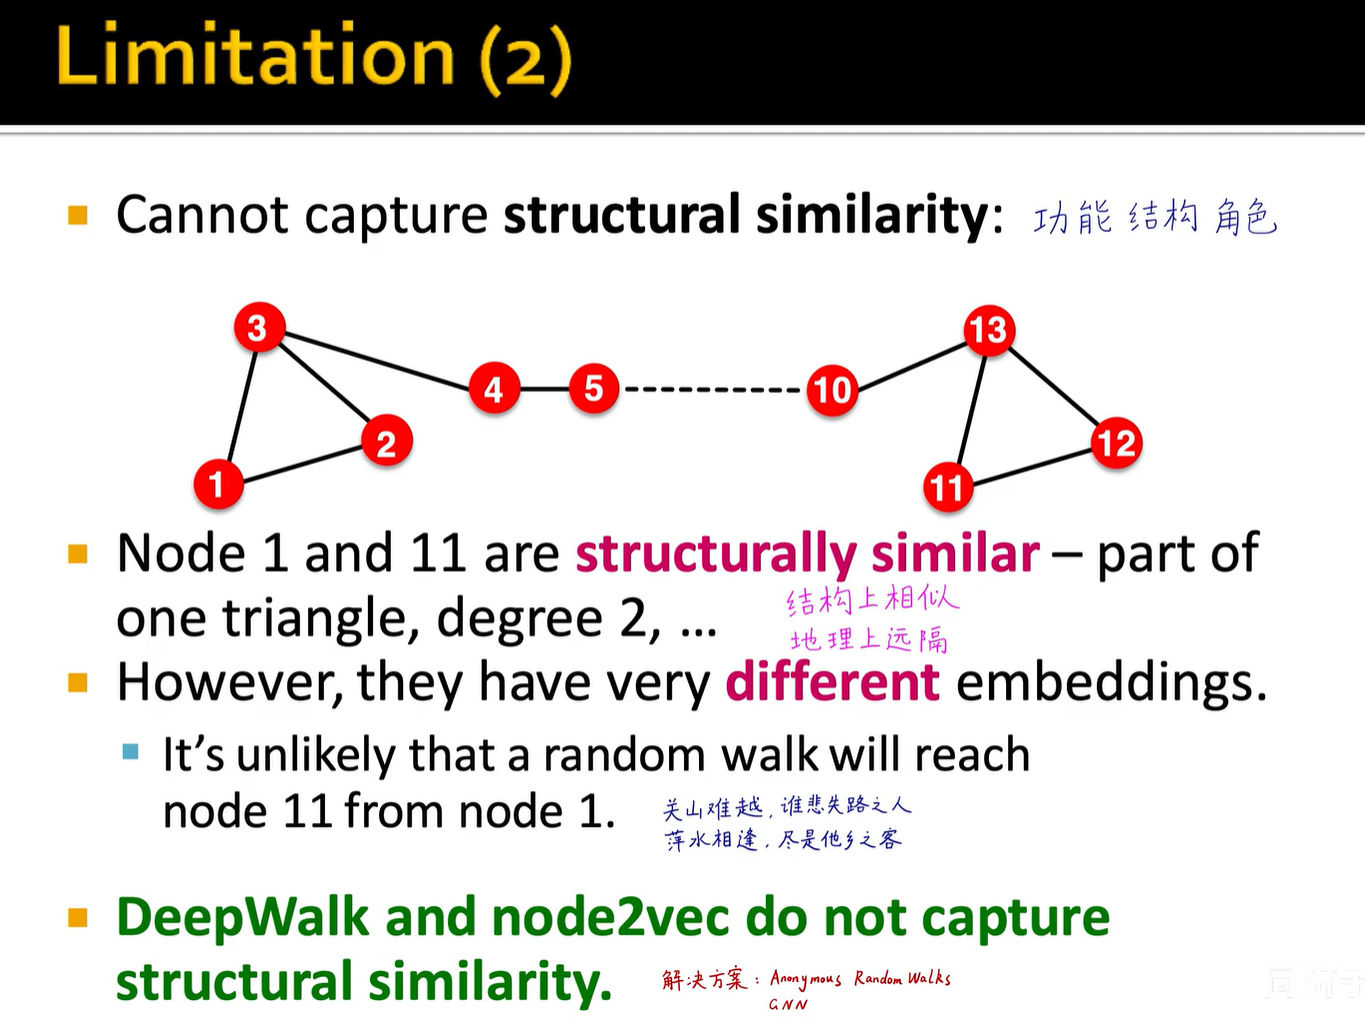 Limitation (2)
Cannot capture structural similarity: 功能 结构 角色
3
13
4
5
10
2
12
1
11
Node 1 and 11 are structurally similar – part of
one triangle, degree 2, …
结构上相似
地理上远隔
However, they have very different embeddings.
It’s unlikely that a random walk will reach
node 11 from node 1.
关山难越，谁悲失路之人
萍水相逢，尽是他乡之客
DeepWalk and node2vec do not capture
structural similarity.
解决方案：Anonymous Random Walks
GNN